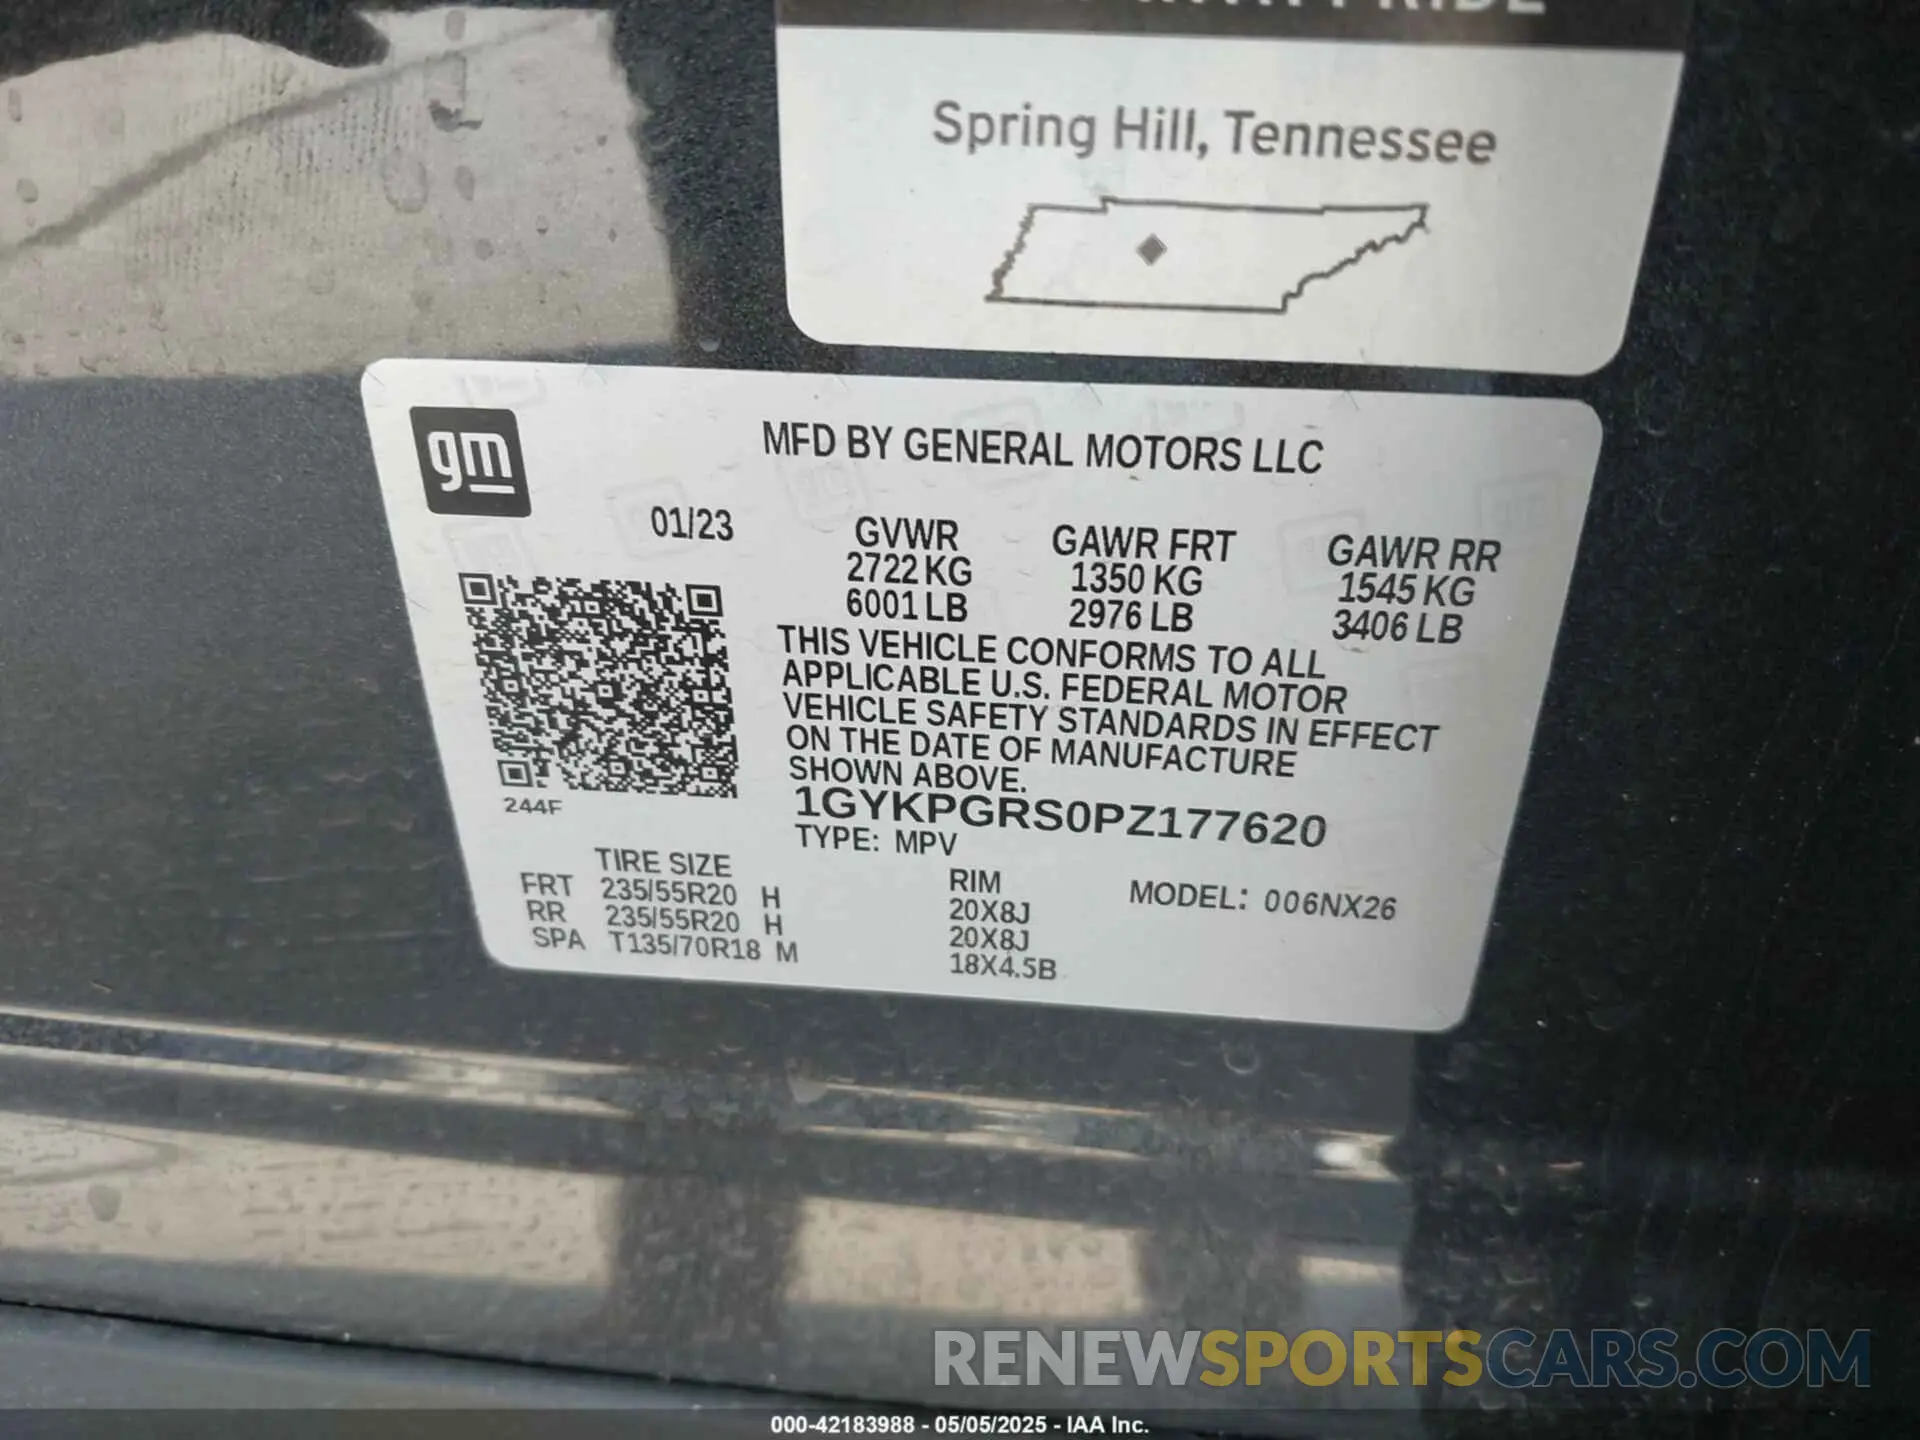 PRIDE
Spring Hill, Tennessee
gm
MFD BY GENERAL MOTORS LLC
01/23
GVWR GAWR FRT GAWR RR
2722 KG 1350 KG 1545 KG
6001 LB 2976 LB 3406 LB
THIS VEHICLE CONFORMS TO ALL
APPLICABLE U.S. FEDERAL MOTOR
VEHICLE SAFETY STANDARDS IN EFFECT
ON THE DATE OF MANUFACTURE
SHOWN ABOVE.
244F
1GYKPGRS0PZ177620
TYPE: MPV
TIRE SIZE RIM MODEL: 006NX26
FRT 235/55R20 H 20X8J
RR 235/55R20 H 20X8J
SPA T135/70R18 M 18X4.5B
RENEWSPORTSCARS.COM
000-42183988 - 05/05/2025 - IAA Inc.